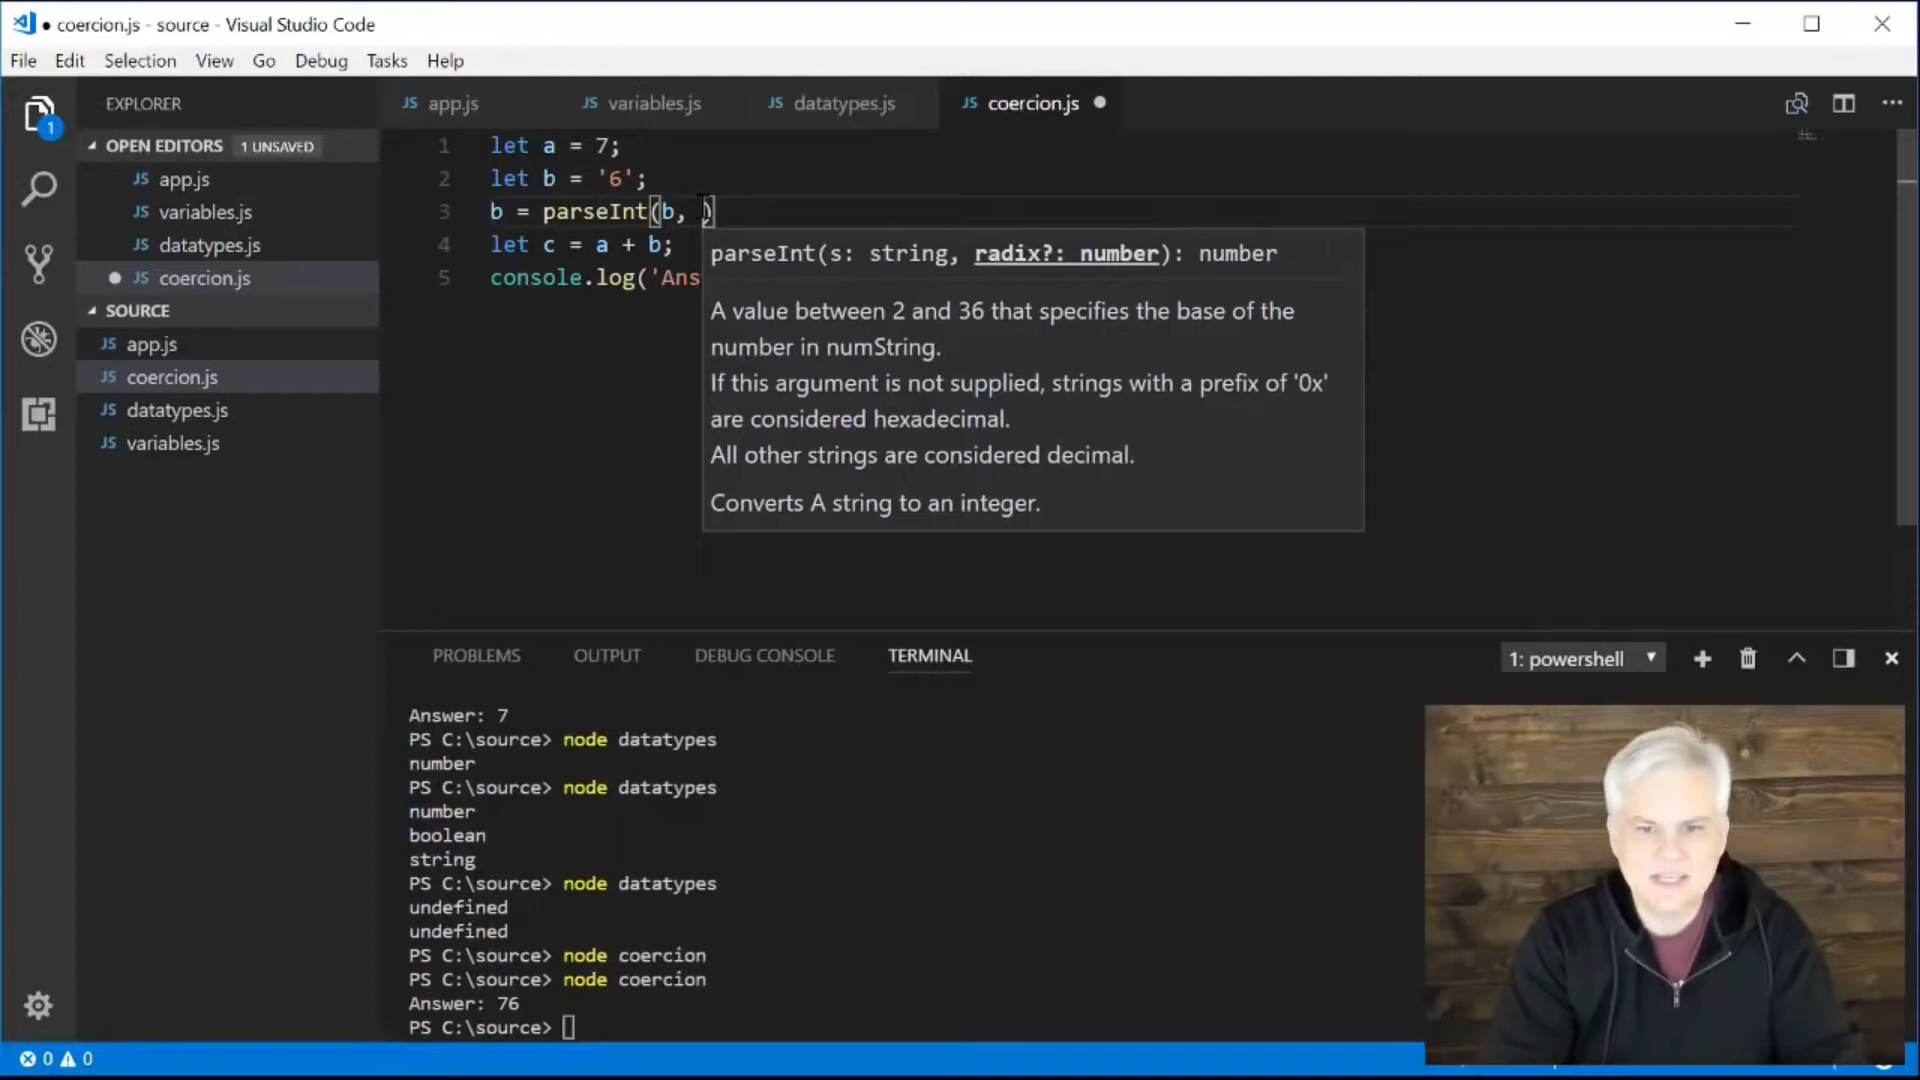 ● coercion.js - source - Visual Studio Code
File Edit Selection View Go Debug Tasks Help
EXPLORER
OPEN EDITORS 1 UNSAVED
JS app.js
JS variables.js
JS datatypes.js
● JS coercion.js
SOURCE
JS app.js
JS coercion.js
JS datatypes.js
JS variables.js
1
JS app.js JS variables.js JS datatypes.js JS coercion.js ●
1 let a = 7;
2 let b = '6';
3 b = parseInt(b, )
4 let c = a + b;
5 console.log('Ans
parseInt(s: string, radix?: number): number
A value between 2 and 36 that specifies the base of the
number in numString.
If this argument is not supplied, strings with a prefix of '0x'
are considered hexadecimal.
All other strings are considered decimal.
Converts A string to an integer.
PROBLEMS OUTPUT DEBUG CONSOLE TERMINAL 1: powershell
Answer: 7
PS C:\source> node datatypes
number
PS C:\source> node datatypes
number
boolean
string
PS C:\source> node datatypes
undefined
undefined
PS C:\source> node coercion
PS C:\source> node coercion
Answer: 76
PS C:\source>
0 0